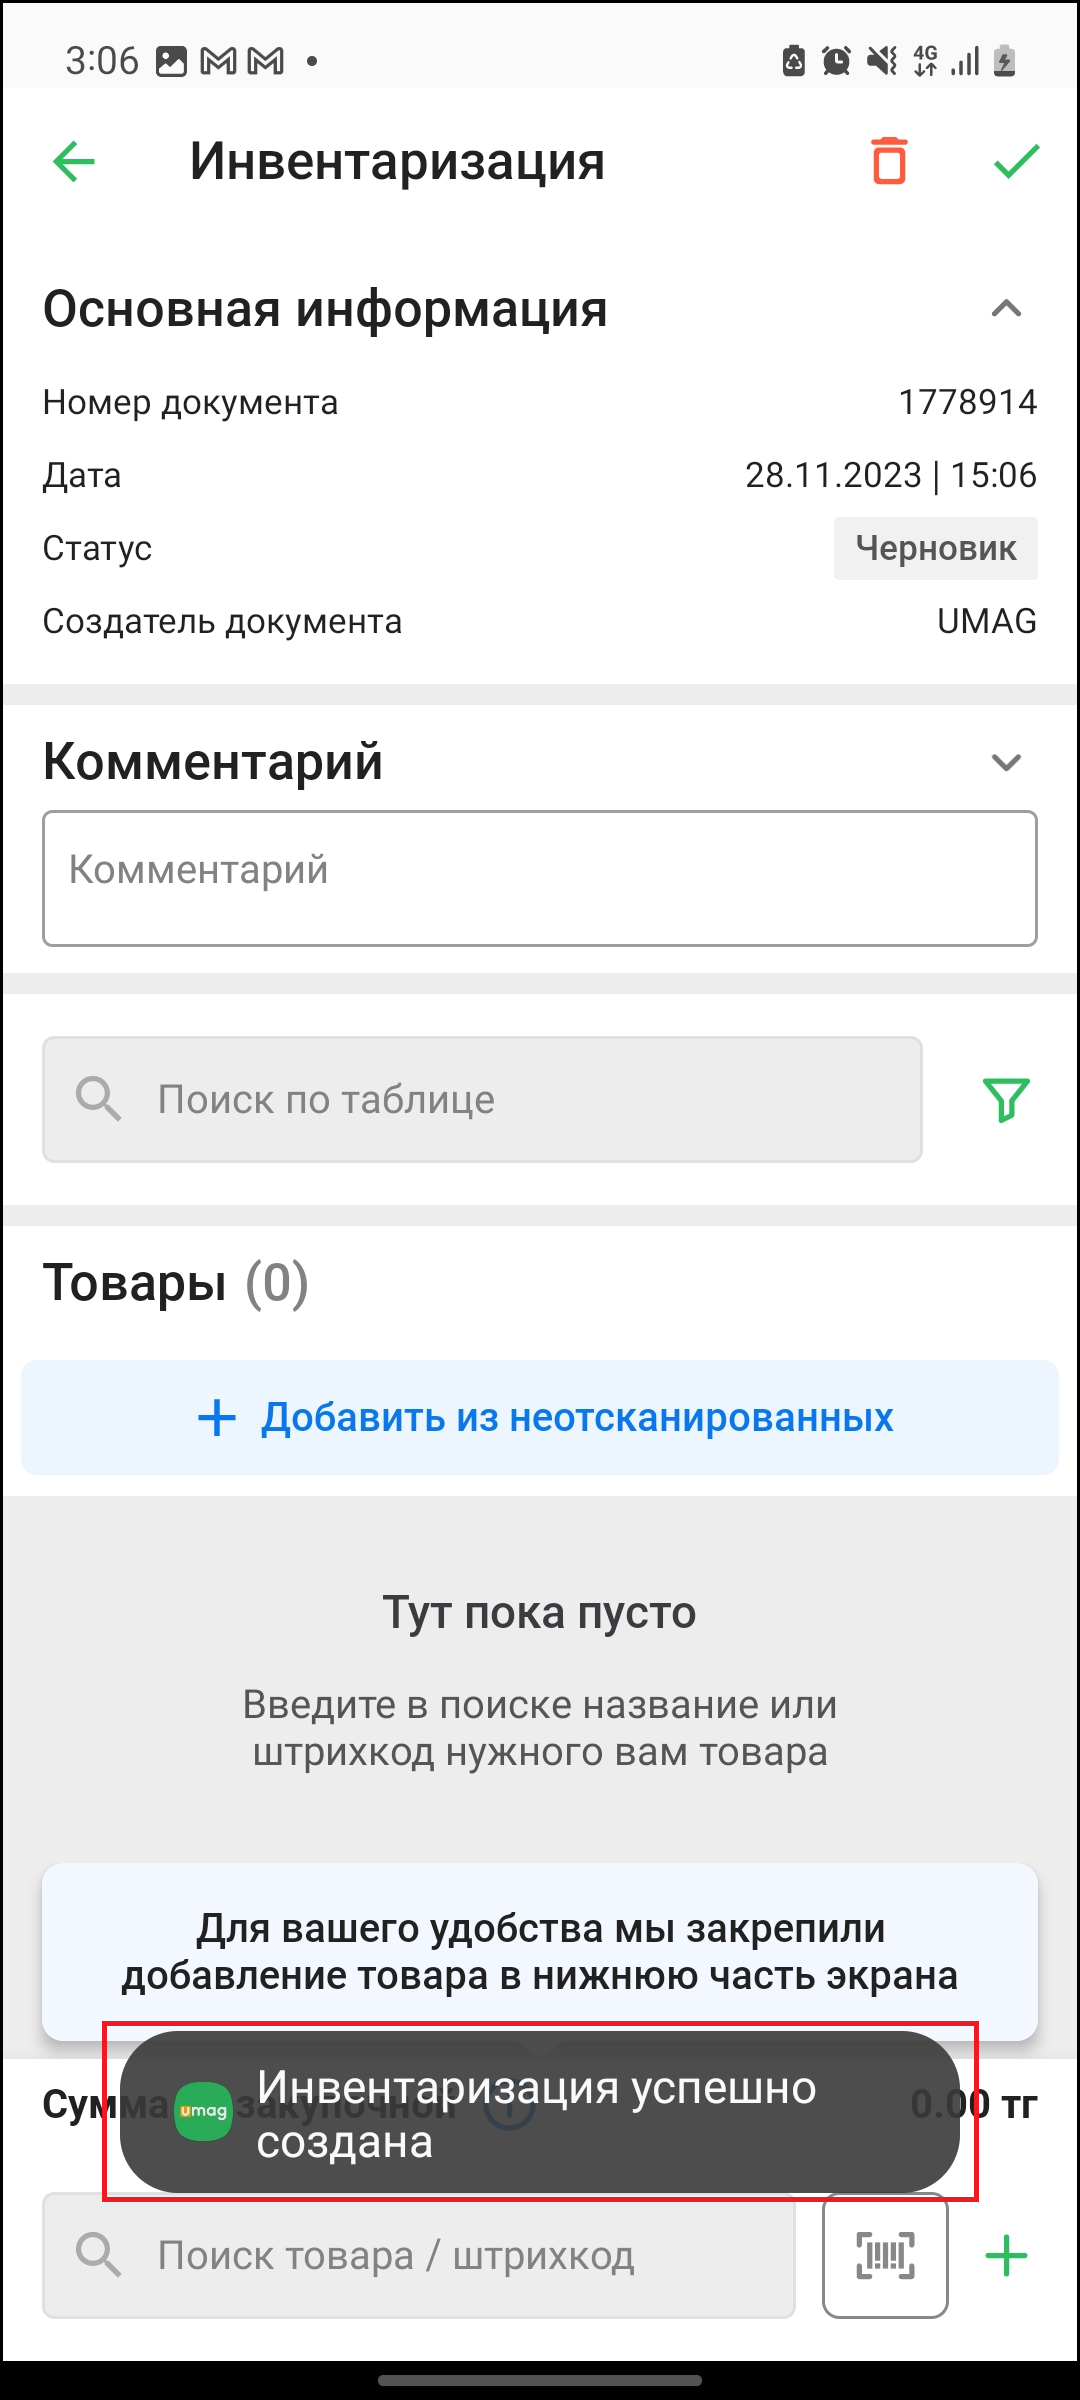 3:06
4G
Инвентаризация
Основная информация
Номер документа 1778914
Дата 28.11.2023 | 15:06
Статус Черновик
Создатель документа UMAG
Комментарий
Комментарий
Поиск по таблице
Товары (0)
Добавить из неотсканированных
Тут пока пусто
Введите в поиске название или
штрихкод нужного вам товара
Для вашего удобства мы закрепили
добавление товара в нижнюю часть экрана
Сумма закупочной 0.00 тг
umag
Инвентаризация успешно
создана
Поиск товара / штрихкод